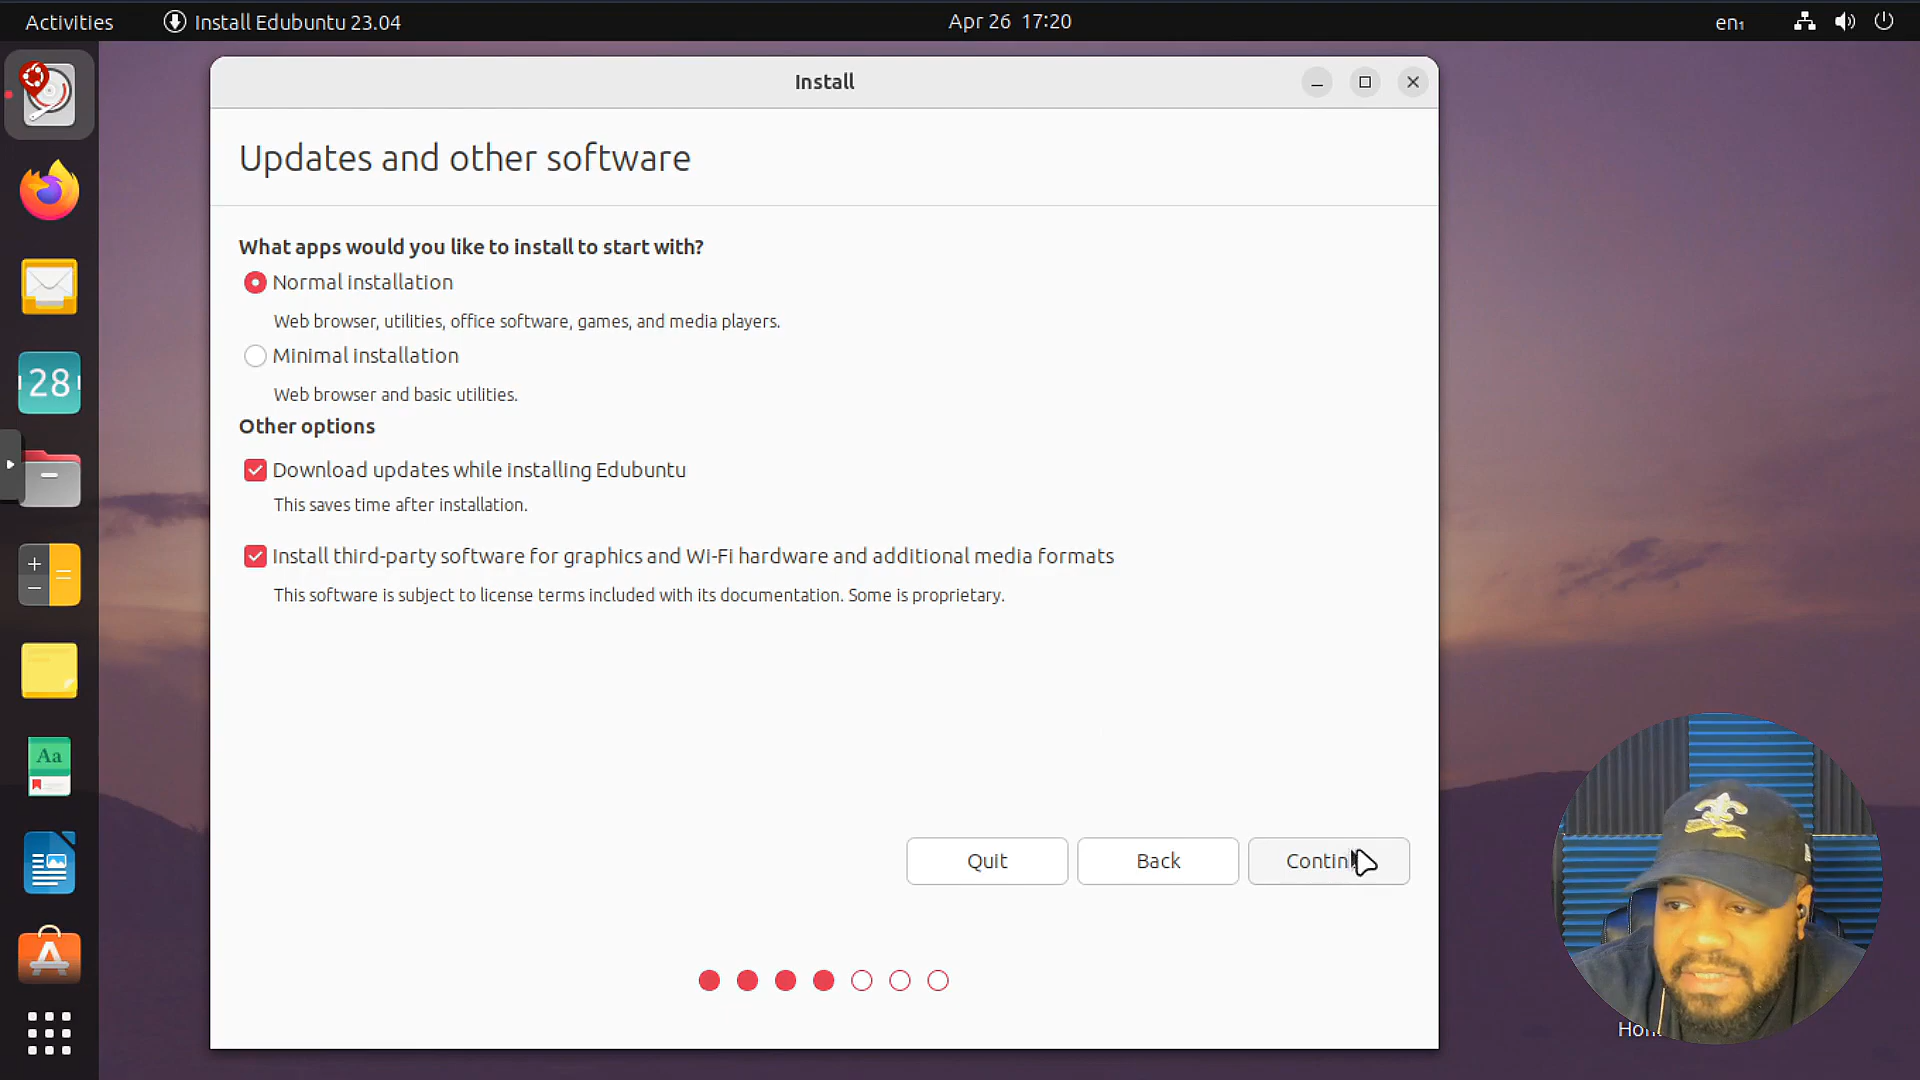 Activities
Install Edubuntu 23.04
Apr 26 17:20
en₁
Install
Updates and other software
What apps would you like to install to start with?
Normal installation
Web browser, utilities, office software, games, and media players.
Minimal installation
Web browser and basic utilities.
Other options
Download updates while installing Edubuntu
This saves time after installation.
Install third-party software for graphics and Wi-Fi hardware and additional media formats
This software is subject to license terms included with its documentation. Some is proprietary.
28
Aa
Quit
Back
Contin